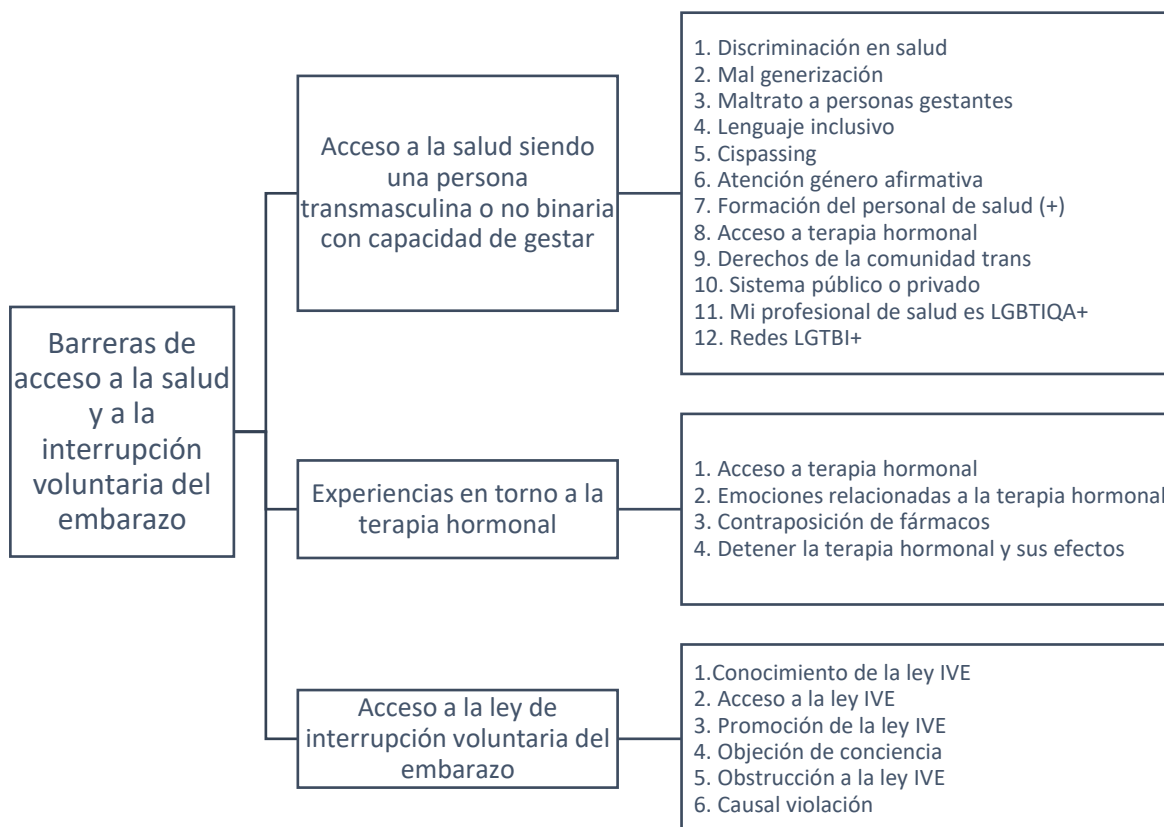 Barreras de
acceso a la salud
y a la
interrupción
voluntaria del
embarazo
Acceso a la salud siendo
una persona
transmasculina o no binaria
con capacidad de gestar
1. Discriminación en salud
2. Mal generización
3. Maltrato a personas gestantes
4. Lenguaje inclusivo
5. Cispassing
6. Atención género afirmativa
7. Formación del personal de salud (+)
8. Acceso a terapia hormonal
9. Derechos de la comunidad trans
10. Sistema público o privado
11. Mi profesional de salud es LGBTIQA+
12. Redes LGTBI+
Experiencias en torno a la
terapia hormonal
1. Acceso a terapia hormonal
2. Emociones relacionadas a la terapia hormonal
3. Contraposición de fármacos
4. Detener la terapia hormonal y sus efectos
Acceso a la ley de
interrupción voluntaria del
embarazo
1.Conocimiento de la ley IVE
2. Acceso a la ley IVE
3. Promoción de la ley IVE
4. Objeción de conciencia
5. Obstrucción a la ley IVE
6. Causal violación